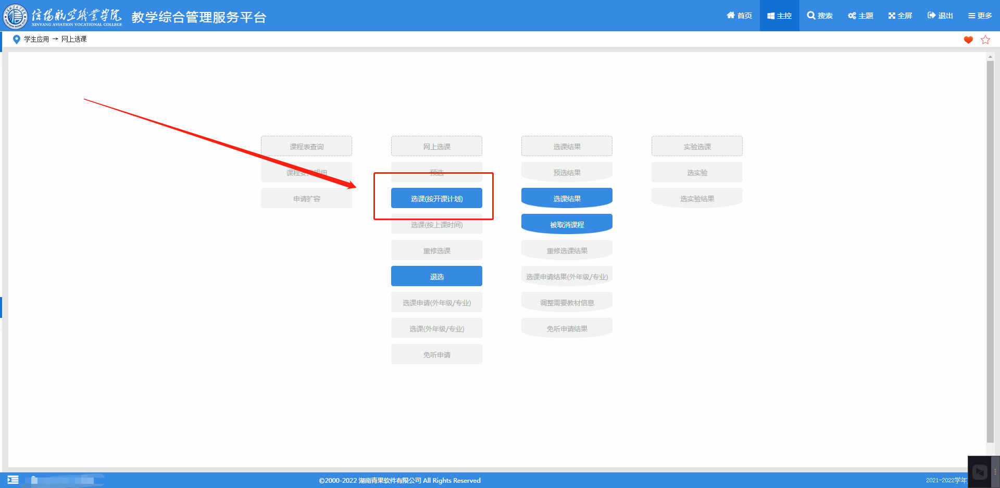 信阳航空职业学院
XINYANG AVIATION VOCATIONAL COLLEGE
教学综合管理服务平台
首页 主控 搜索 主题 全屏 退出 更多
学生应用 → 网上选课
课程表查询 网上选课 选课结果 实验选课
预选 预选结果 选实验
申请扩容 选课(按开课计划) 选课结果 选实验结果
选课(按上课时间) 被取消课程
重修选课 重修选课结果
退选 选课申请结果(外年级/专业)
选课申请(外年级/专业) 调整需要教材信息
选课(外年级/专业) 免听申请结果
免听申请
©2000-2022 湖南青果软件有限公司 All Rights Reserved
2021-2022学年